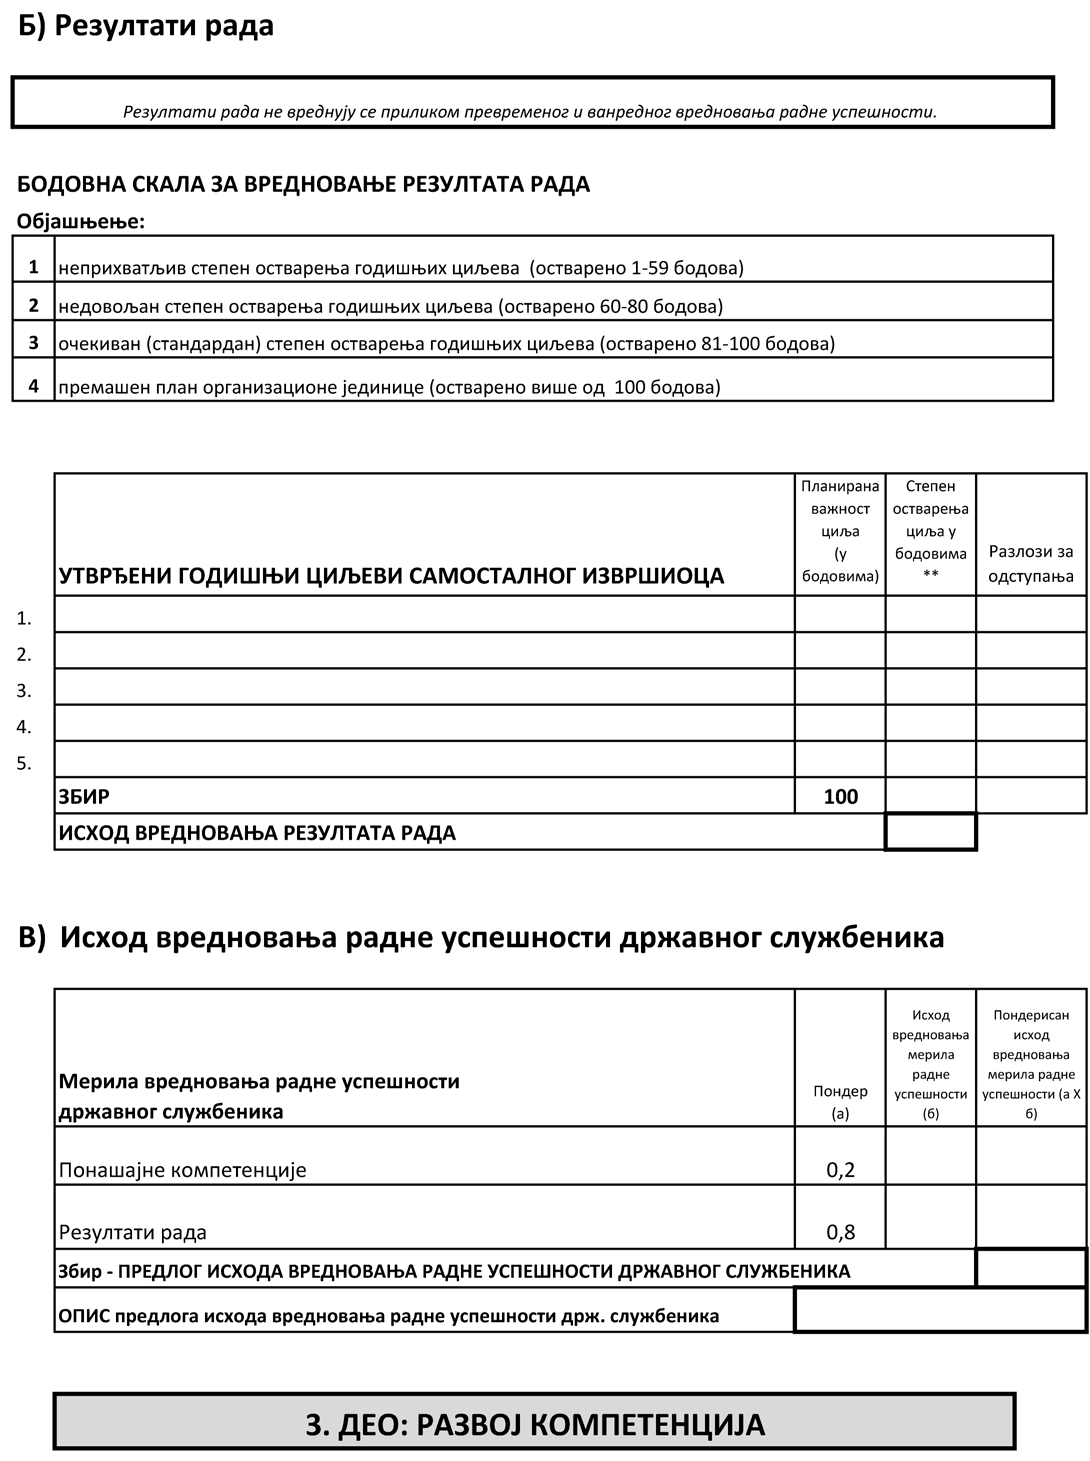 Б) Резултати рада
Резултати рада не вреднују се приликом превременог и ванредног вредновања радне успешности.
БОДОВНА СКАЛА ЗА ВРЕДНОВАЊЕ РЕЗУЛТАТА РАДА
Објашњење:
1 неприхватљив степен остварења годишњих циљева (остварено 1-59 бодова)
2 недовољан степен остварења годишњих циљева (остварено 60-80 бодова)
3 очекиван (стандардан) степен остварења годишњих циљева (остварено 81-100 бодова)
4 премашен план организационе јединице (остварено више од 100 бодова)
УТВРЂЕНИ ГОДИШЊИ ЦИЉЕВИ САМОСТАЛНОГ ИЗВРШИОЦА
Планирана
важност
циља
(у
бодовима)
Степен
остварења
циља у
бодовима
**
Разлози за
одступања
1.
2.
3.
4.
5.
ЗБИР 100
ИСХОД ВРЕДНОВАЊА РЕЗУЛТАТА РАДА
В) Исход вредновања радне успешности државног службеника
Мерила вредновања радне успешности
државног службеника
Пондер
(а)
Исход
вредновања
мерила
радне
успешности
(б)
Пондерисан
исход
вредновања
мерила радне
успешности (а X
б)
Понашајне компетенције 0,2
Резултати рада 0,8
Збир - ПРЕДЛОГ ИСХОДА ВРЕДНОВАЊА РАДНЕ УСПЕШНОСТИ ДРЖАВНОГ СЛУЖБЕНИКА
ОПИС предлога исхода вредновања радне успешности држ. службеника
3. ДЕО: РАЗВОЈ КОМПЕТЕНЦИЈА